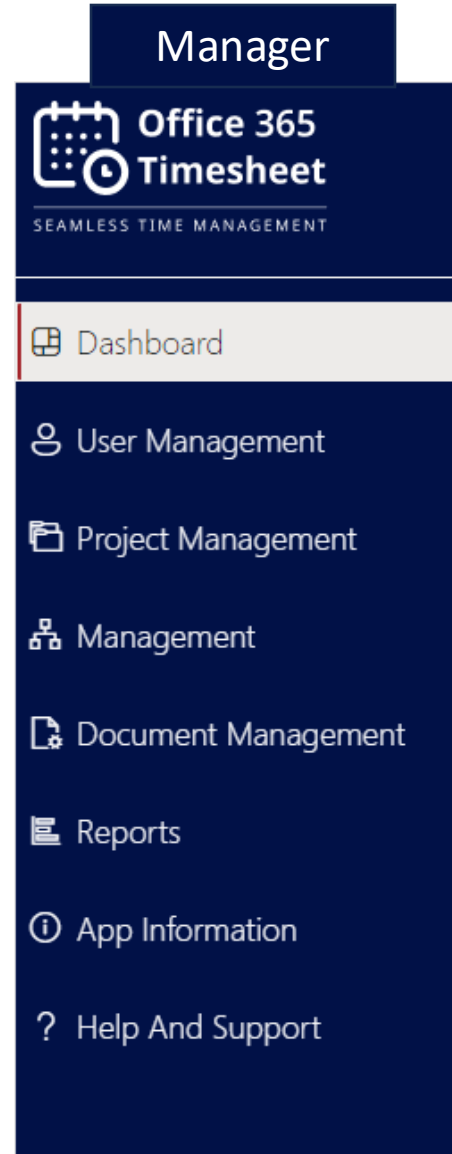 Manager
Office 365
Timesheet
SEAMLESS TIME MANAGEMENT
Dashboard
User Management
Project Management
Management
Document Management
Reports
App Information
Help And Support